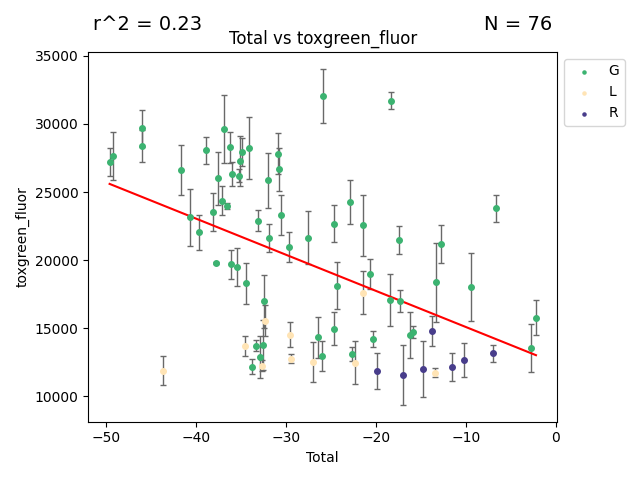 r^2 = 0.23
N = 76
Total vs toxgreen_fluor
35000
30000
25000
20000
15000
10000
toxgreen_fluor
−50
−40
−30
−20
−10
0
Total
G
L
R